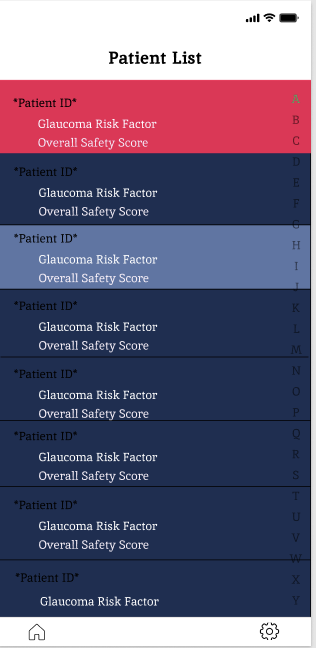 Patient List
*Patient ID*
Glaucoma Risk Factor
Overall Safety Score
*Patient ID*
Glaucoma Risk Factor
Overall Safety Score
*Patient ID*
Glaucoma Risk Factor
Overall Safety Score
*Patient ID*
Glaucoma Risk Factor
Overall Safety Score
*Patient ID*
Glaucoma Risk Factor
Overall Safety Score
*Patient ID*
Glaucoma Risk Factor
Overall Safety Score
*Patient ID*
Glaucoma Risk Factor
Overall Safety Score
*Patient ID*
Glaucoma Risk Factor
A
B
C
D
E
F
G
H
I
J
K
L
M
N
O
P
Q
R
S
T
U
V
W
X
Y